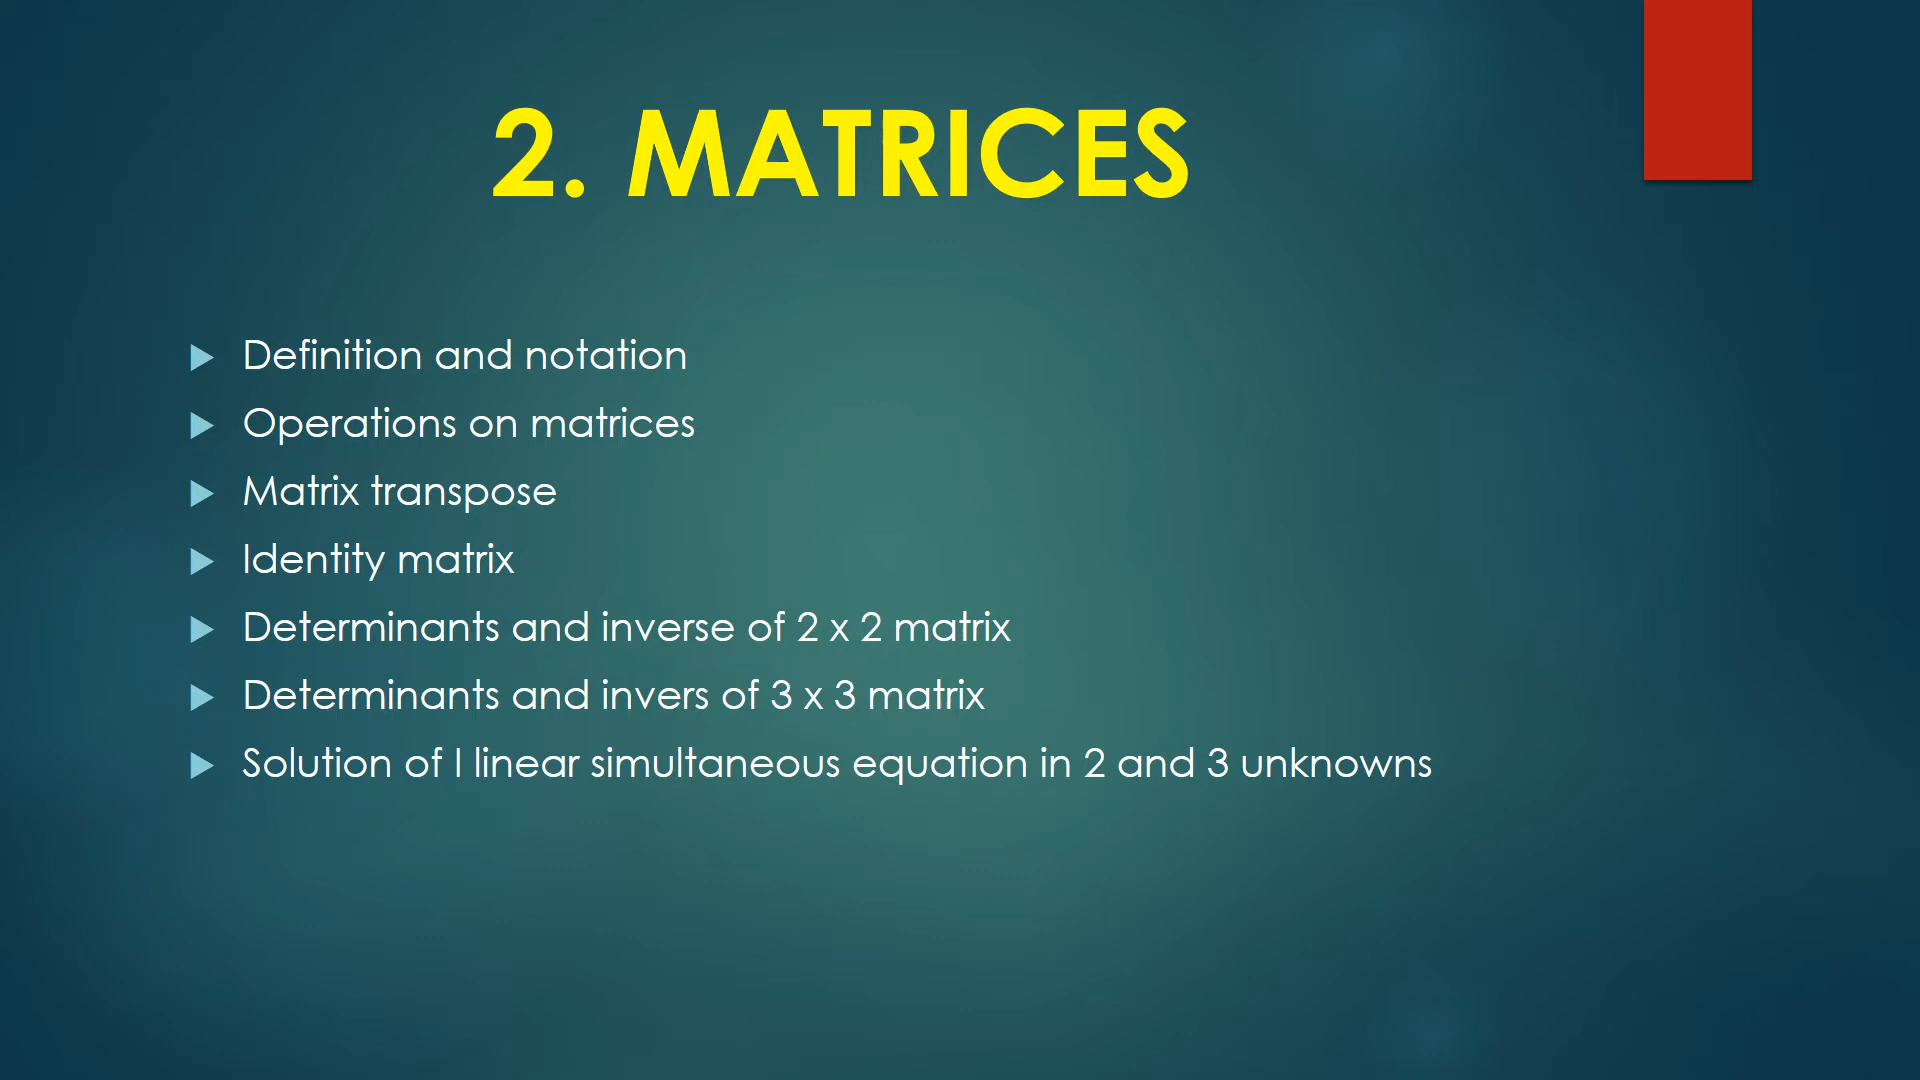 2. MATRICES
Definition and notation
Operations on matrices
Matrix transpose
Identity matrix
Determinants and inverse of 2 x 2 matrix
Determinants and invers of 3 x 3 matrix
Solution of l linear simultaneous equation in 2 and 3 unknowns